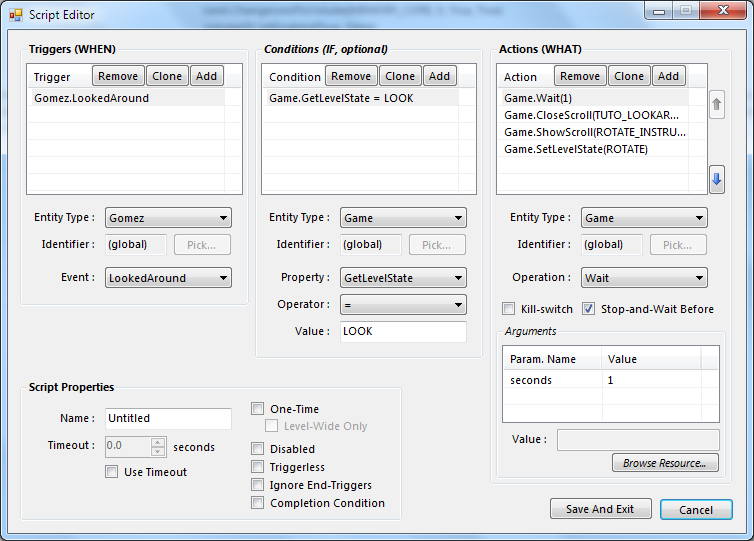 Script Editor
Triggers (WHEN)
Trigger Remove Clone Add
Gomez.LookedAround
Entity Type : Gomez
Identifier : (global) Pick...
Event : LookedAround
Conditions (IF, optional)
Condition Remove Clone Add
Game.GetLevelState = LOOK
Entity Type : Game
Identifier : (global) Pick...
Property : GetLevelState
Operator : =
Value : LOOK
Actions (WHAT)
Action Remove Clone Add
Game.Wait(1)
Game.CloseScroll(TUTO_LOOKAR...
Game.ShowScroll(ROTATE_INSTRU...
Game.SetLevelState(ROTATE)
Entity Type : Game
Identifier : (global) Pick...
Operation : Wait
Kill-switch Stop-and-Wait Before
Arguments
Param. Name Value
seconds 1
Value :
Browse Resource...
Script Properties
Name : Untitled
Timeout : 0.0 seconds
Use Timeout
One-Time
Level-Wide Only
Disabled
Triggerless
Ignore End-Triggers
Completion Condition
Save And Exit Cancel